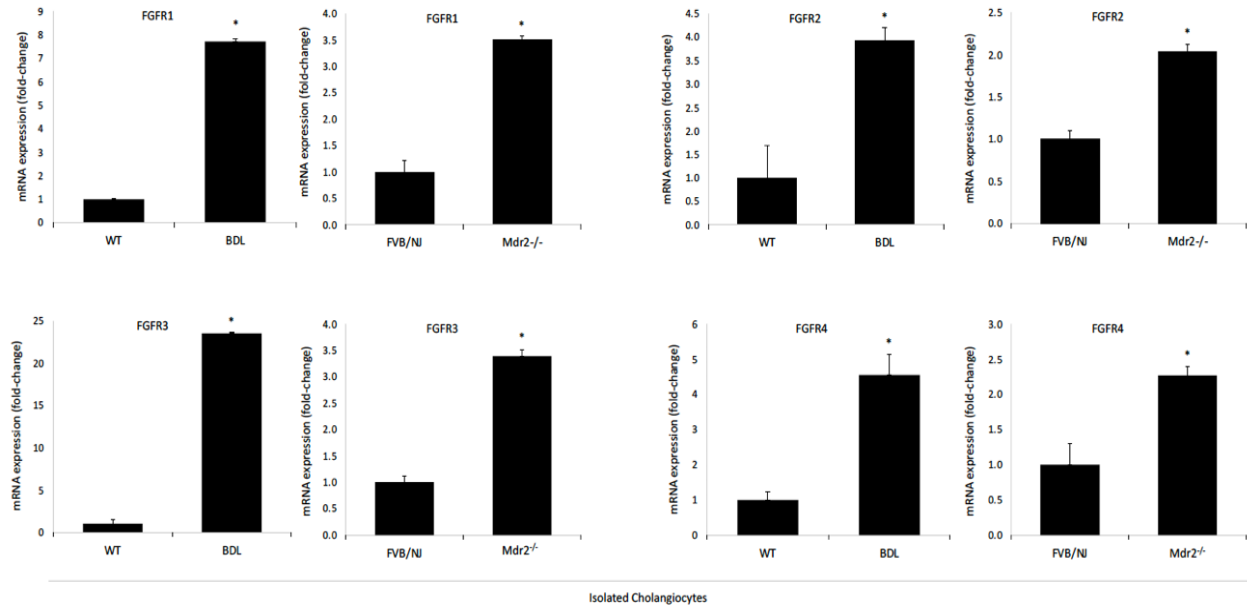 FGFR1
mRNA expression (fold-change)
9
8
7
6
5
4
3
2
1
0
*
WT
BDL
FGFR1
mRNA expression (fold-change)
4.0
3.5
3.0
2.5
2.0
1.5
1.0
0.5
0.0
*
FVB/NJ
Mdr2-/-
FGFR2
mRNA expression (fold-change)
4.5
4.0
3.5
3.0
2.5
2.0
1.5
1.0
0.5
0.0
*
WT
BDL
FGFR2
mRNA expression (fold-change)
2.5
2.0
1.5
1.0
0.5
0.0
*
FVB/NJ
Mdr2-/-
FGFR3
mRNA expression (fold-change)
25
20
15
10
5
0
*
WT
BDL
FGFR3
mRNA expression (fold-change)
4.0
3.5
3.0
2.5
2.0
1.5
1.0
0.5
0.0
*
FVB/NJ
Mdr2⁻/⁻
FGFR4
mRNA expression (fold-change)
6
5
4
3
2
1
0
*
WT
BDL
FGFR4
mRNA expression (fold-change)
3.0
2.5
2.0
1.5
1.0
0.5
0.0
*
FVB/NJ
Mdr2⁻/⁻
Isolated Cholangiocytes